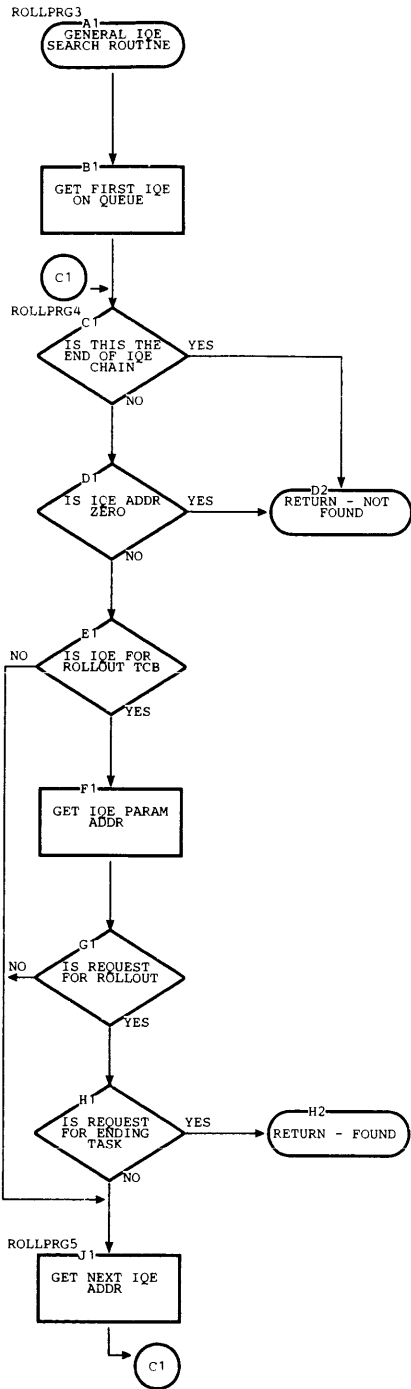 ROLLPRG3
A1
GENERAL IQE
SEARCH ROUTINE
B1
GET FIRST IQE
ON QUEUE
C1
ROLLPRG4
C1
IS THIS THE
END OF IQE
CHAIN
YES
NO
D1
IS IQE ADDR
ZERO
YES
NO
D2
RETURN - NOT
FOUND
E1
IS IQE FOR
ROLLOUT TCB
NO
YES
F1
GET IQE PARAM
ADDR
G1
IS REQUEST
FOR ROLLOUT
NO
YES
H1
IS REQUEST
FOR ENDING
TASK
YES
NO
H2
RETURN - FOUND
ROLLPRG5
J1
GET NEXT IQE
ADDR
C1